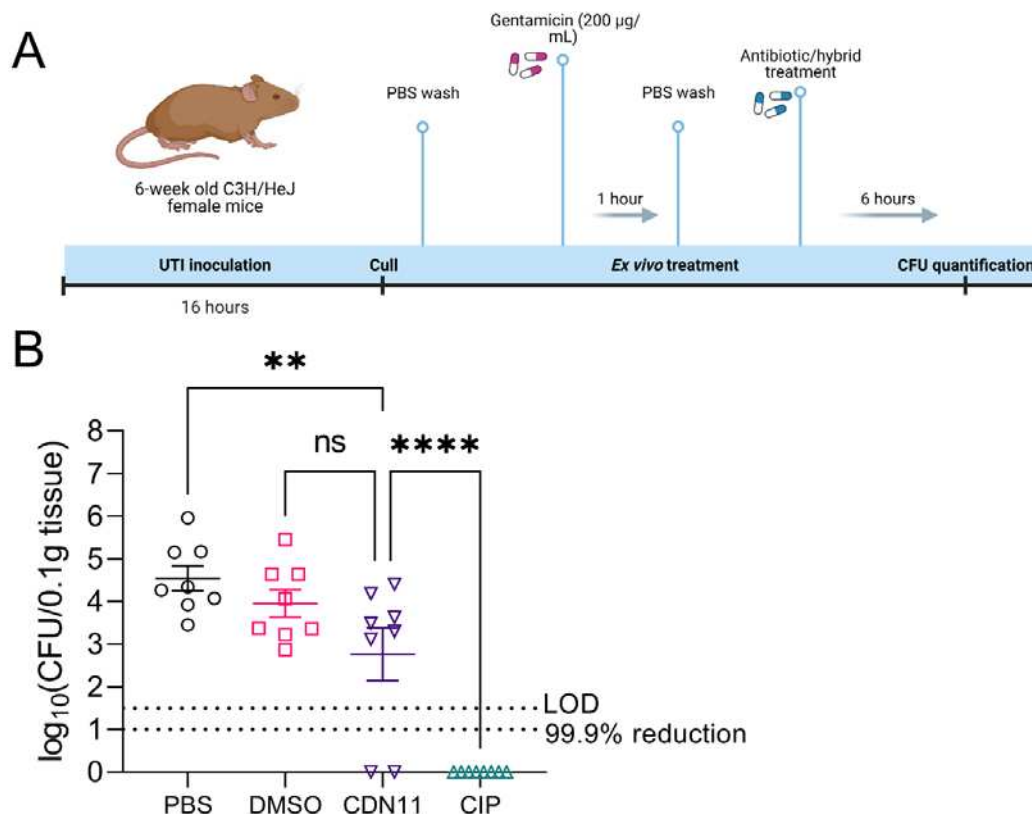 A
Gentamicin (200 µg/
mL)
Antibiotic/hybrid
treatment
PBS wash
PBS wash
6-week old C3H/HeJ
female mice
1 hour
6 hours
UTI inoculation
Cull
Ex vivo treatment
CFU quantification
16 hours
B
**
ns
****
log10(CFU/0.1g tissue)
8
7
6
5
4
3
2
1
0
LOD
99.9% reduction
PBS
DMSO
CDN11
CIP